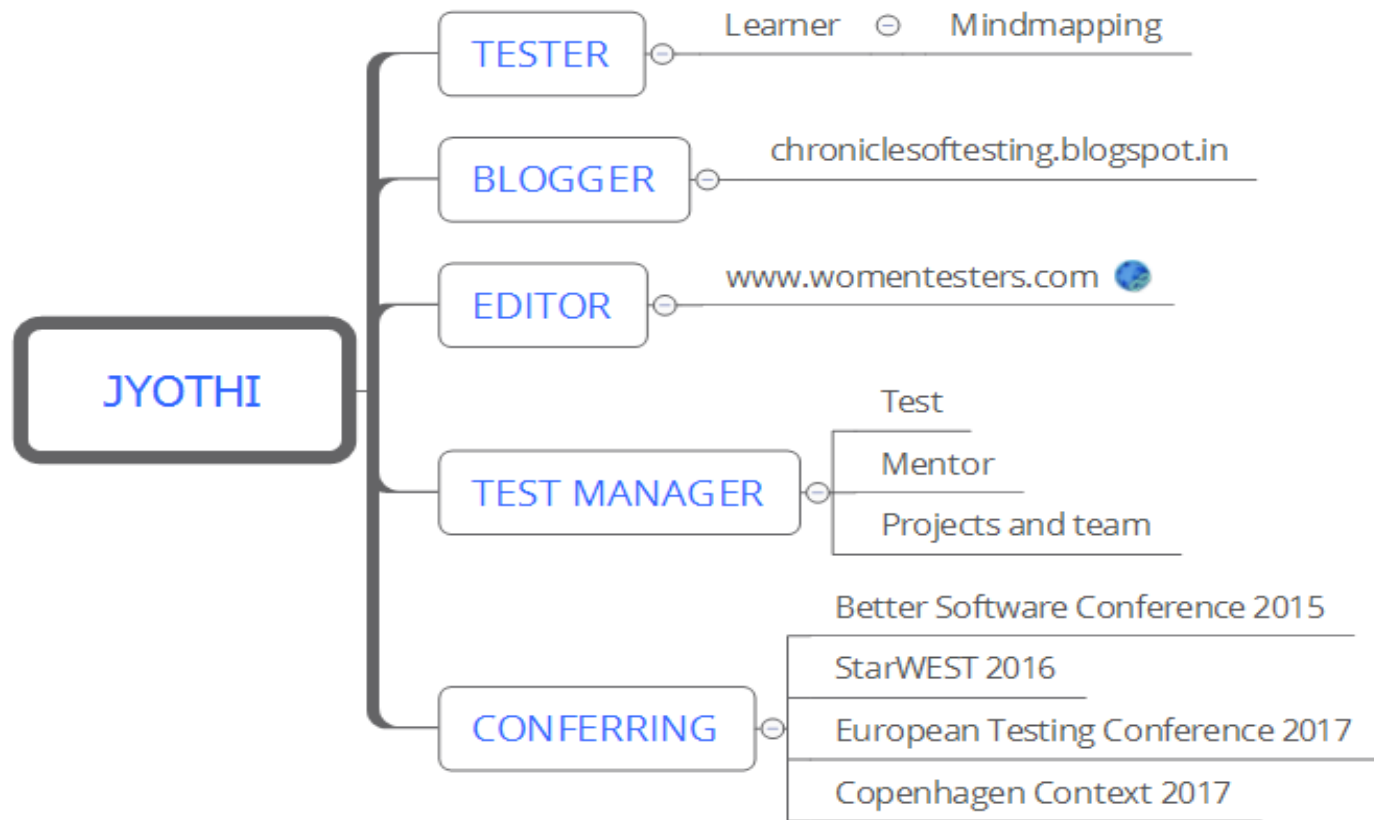 JYOTHI
TESTER
Learner
Mindmapping
BLOGGER
chroniclesoftesting.blogspot.in
EDITOR
www.womentesters.com
TEST MANAGER
Test
Mentor
Projects and team
CONFERRING
Better Software Conference 2015
StarWEST 2016
European Testing Conference 2017
Copenhagen Context 2017